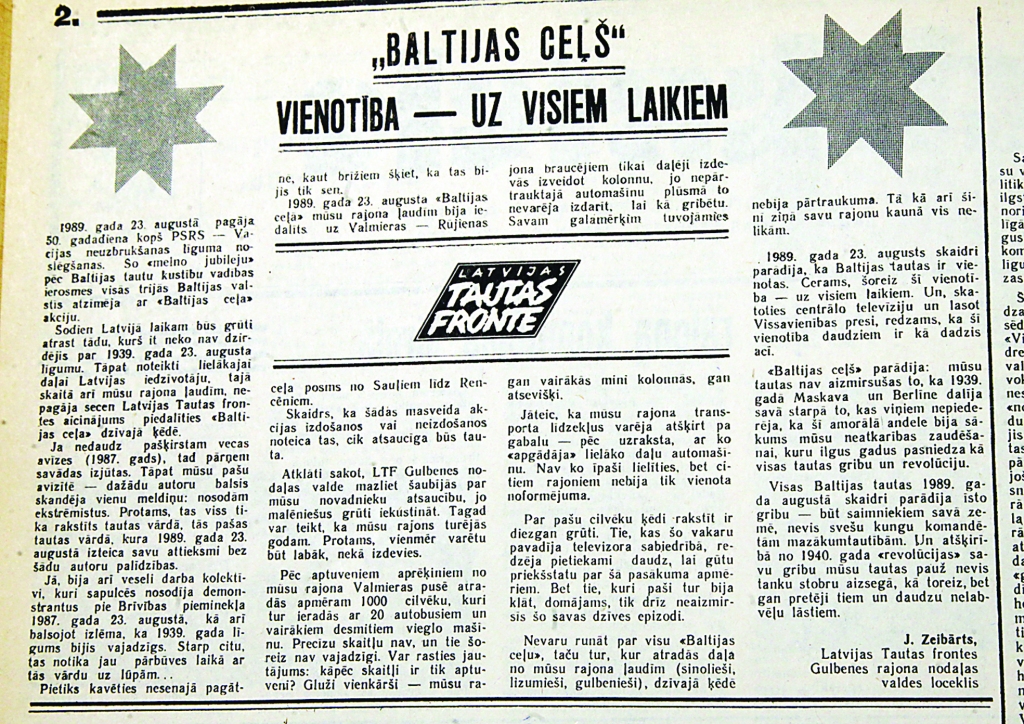 2.
„BALTIJAS CEĻŠ“
VIENOTĪBA — UZ VISIEM LAIKIEM
1989. gada 23. augustā pagāja
50. gadadiena kopš PSRS — Va-
cijas neuzbrukšanas līguma no-
slēgšanas. Šo «melno jubileju»
pēc Baltijas tautu kustību vadības
ierosmes visās trijās Baltijas val-
stīs atzīmēja ar «Baltijas ceļa»
akciju.
Šodien Latvijā laikam būs grūti
atrast tādu, kurš it neko nav dzir-
dējis par 1939. gada 23. augusta
līgumu. Tāpat noteikti lielākajai
daļai Latvijas iedzīvotāju, tajā
skaitā arī mūsu rajona ļaudīm, ne-
pagāja secen Latvijas Tautas fron-
tes aicinājums piedalīties «Balti-
jas ceļa» dzīvajā ķēdē.
Ja nedaudz pašķirstam vecas
avīzes (1987. gads), tad pārņem
savādas izjūtas. Tāpat mūsu pašu
avīzītē — dažādu autoru balsis
skandēja vienu meldiņu: nosodām
ekstrēmistus. Protams, tas viss ti-
ka rakstīts tautas vārdā, tās pašas
tautas vārdā, kura 1989. gada 23.
augustā izteica savu attieksmi bez
šādu autoru palīdzības.
Jā, bija arī veseli darba kolektī-
vi, kuri sapulcēs nosodīja demon-
strantus pie Brīvības pieminekļa
1987. gada 23. augustā, kā arī
balsojot izlēma, ka 1939. gada lī-
gums bijis vajadzīgs. Starp citu,
tas notika jau pārbūves laikā ar
tās vārdu uz lūpām...
Pietiks kavēties nesenajā pagāt-
nē, kaut brīžiem šķiet, ka tas bi-
jis tik sen.
1989. gada 23. augusta «Baltijas
ceļā» mūsu rajona ļaudīm bija ie-
dalīts uz Valmieras — Rūjienas
LATVIJAS
TAUTAS
FRONTE
ceļa posms no Sauļiem līdz Ren-
cēniem.
Skaidrs, ka šādās masveida ak-
cijas izdošanos vai neizdošanos
noteica tas, cik atsaucīga būs tau-
ta.
Atklāti sakot, LTF Gulbenes no-
daļas valde mazliet šaubījās par
mūsu novadnieku atsaucību, jo
malēniešus grūti iekustināt. Tagad
var teikt, ka mūsu rajons turējās
godam. Protams, vienmēr varētu
būt labāk, nekā izdevies.
Pēc aptuveniem aprēķiniem no
mūsu rajona Valmieras pusē atra-
dās apmēram 1000 cilvēku, kuri
tur ieradās ar 20 autobusiem un
vairākiem desmitiem vieglo maši-
nu. Precīzu skaitļu nav, un tie šo-
reiz nav vajadzīgi. Var rasties jau-
tājums: kāpēc skaitļi ir tik aptu-
veni? Gluži vienkārši — mūsu ra-
jona braucējiem tikai daļēji izde-
vās izveidot kolonnu, jo nepār-
trauktajā automašīnu plūsmā to
nevarēja izdarīt, lai kā gribētu.
Savam galamērķim tuvojāmies
gan vairākās mini kolonnās, gan
atsevišķi.
Jāteic, ka mūsu rajona trans-
porta līdzekļus varēja atšķirt pa
gabalu — pēc uzraksta, ar ko
«apgādāja» lielāko daļu automaši-
nu. Nav ko īpaši lielīties, bet ci-
tiem rajoniem nebija tik vienota
noformējuma.
Par pašu cilvēku ķēdi rakstīt ir
diezgan grūti. Tie, kas šo vakaru
pavadīja televizora sabiedrībā, re-
dzēja pietiekami daudz, lai gūtu
priekšstatu par šā pasākuma apmē-
riem. Bet tie, kuri paši tur bija
klāt, domājams, tik drīz neaizmir-
sīs šo savas dzīves epizodi.
Nevaru runāt par visu «Baltijas
ceļu», taču tur, kur atradās daļa
no mūsu rajona ļaudīm (sinolieši,
lizumieši, gulbenieši), dzīvajā ķēdē
nebija pārtraukuma. Tā kā arī ši-
nī ziņā savu rajonu kaunā vis ne-
likām.
1989. gada 23. augusts skaidri
parādīja, ka Baltijas tautas ir vie-
notas. Cerams, šoreiz šī vienotī-
ba — uz visiem laikiem. Un, ska-
toties centrālo televīziju un lasot
Vissavienības presi, redzams, ka šī
vienotība daudziem ir kā dadzis
acī.
«Baltijas ceļš» parādīja: mūsu
tautas nav aizmirsušas to, ka 1939.
gadā Maskava un Berlīne dalīja
savā starpā to, kas viņiem nepiede-
rēja, ka šī amorālā andele bija sā-
kums mūsu neatkarības zaudēša-
nai, kuru ilgus gadus pasniedza kā
visas tautas gribu un revolūciju.
Visas Baltijas tautas 1989. ga-
da augustā skaidri parādīja īsto
gribu — būt saimniekiem savā ze-
mē, nevis svešu kungu komandē-
tām mazākumtautībām. Un atšķirī-
bā no 1940. gada «revolūcijas» sa-
vu gribu mūsu tautas pauž nevis
tanku stobru aizsegā, kā toreiz, bet
gan pretēji tiem un daudzu nelab-
vēļu lāstiem.
J. Zeibārts,
Latvijas Tautas frontes
Gulbenes rajona nodaļas
valdes loceklis